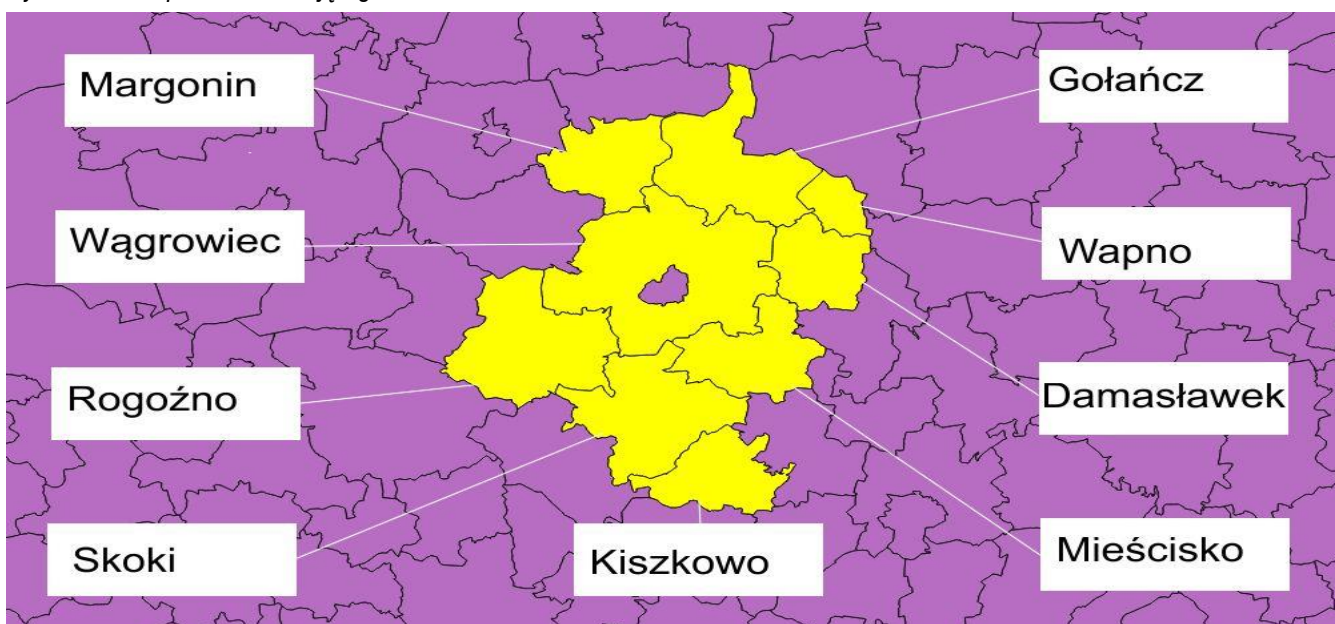 Margonin
Gołańcz
Wągrowiec
Wapno
Rogoźno
Damasławek
Skoki
Kiszkowo
Mieścisko